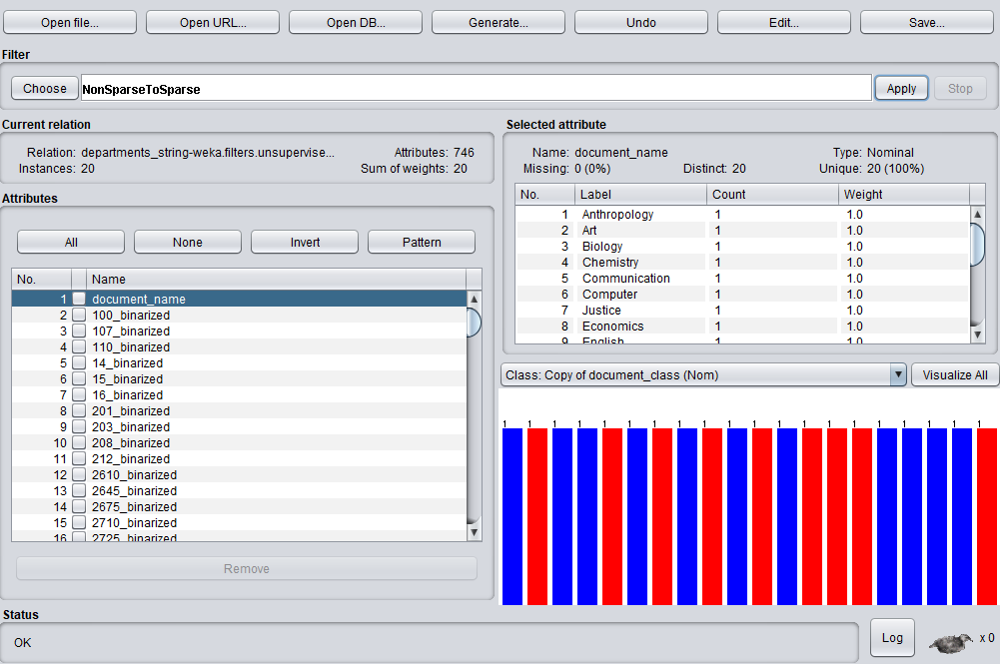 Open file... Open URL... Open DB... Generate... Undo Edit... Save...
Filter
Choose NonSparseToSparse Apply Stop
Current relation
Relation: departments_string-weka.filters.unsupervise... Attributes: 746
Instances: 20 Sum of weights: 20
Attributes
All None Invert Pattern
No. Name
1 document_name
2 100_binarized
3 107_binarized
4 110_binarized
5 14_binarized
6 15_binarized
7 16_binarized
8 201_binarized
9 203_binarized
10 208_binarized
11 212_binarized
12 2610_binarized
13 2645_binarized
14 2675_binarized
15 2710_binarized
16 2725_binarized
Remove
Selected attribute
Name: document_name Type: Nominal
Missing: 0 (0%) Distinct: 20 Unique: 20 (100%)
No. Label Count Weight
1 Anthropology 1 1.0
2 Art 1 1.0
3 Biology 1 1.0
4 Chemistry 1 1.0
5 Communication 1 1.0
6 Computer 1 1.0
7 Justice 1 1.0
8 Economics 1 1.0
9 English 1 1.0
Class: Copy of document_class (Nom) Visualize All
1 1 1 1 1 1 1 1 1 1 1 1 1 1 1 1 1 1 1 1
Status
OK Log x 0